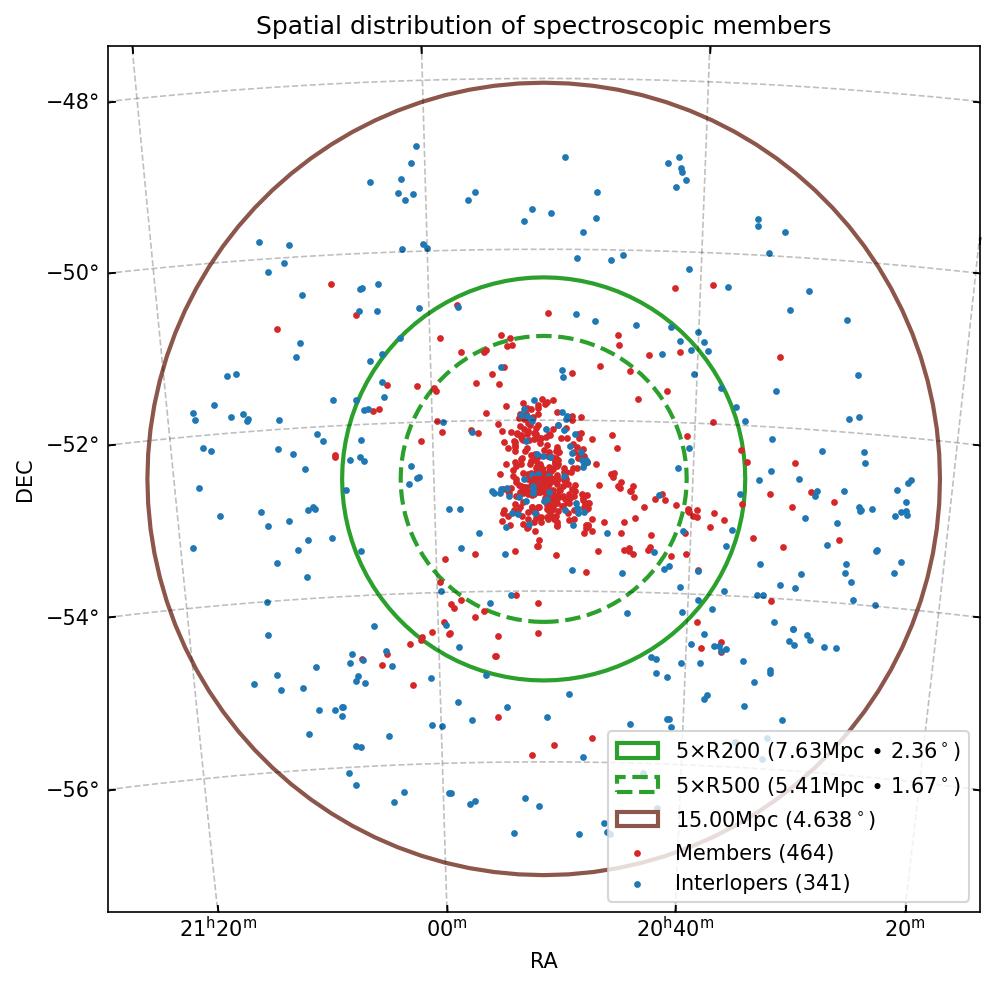 Spatial distribution of spectroscopic members
−48°
−50°
−52°
−54°
−56°
DEC
5×R200 (7.63Mpc • 2.36°)
5×R500 (5.41Mpc • 1.67°)
15.00Mpc (4.638°)
Members (464)
Interlopers (341)
21ʰ20ᵐ 00ᵐ 20ʰ40ᵐ 20ᵐ
RA